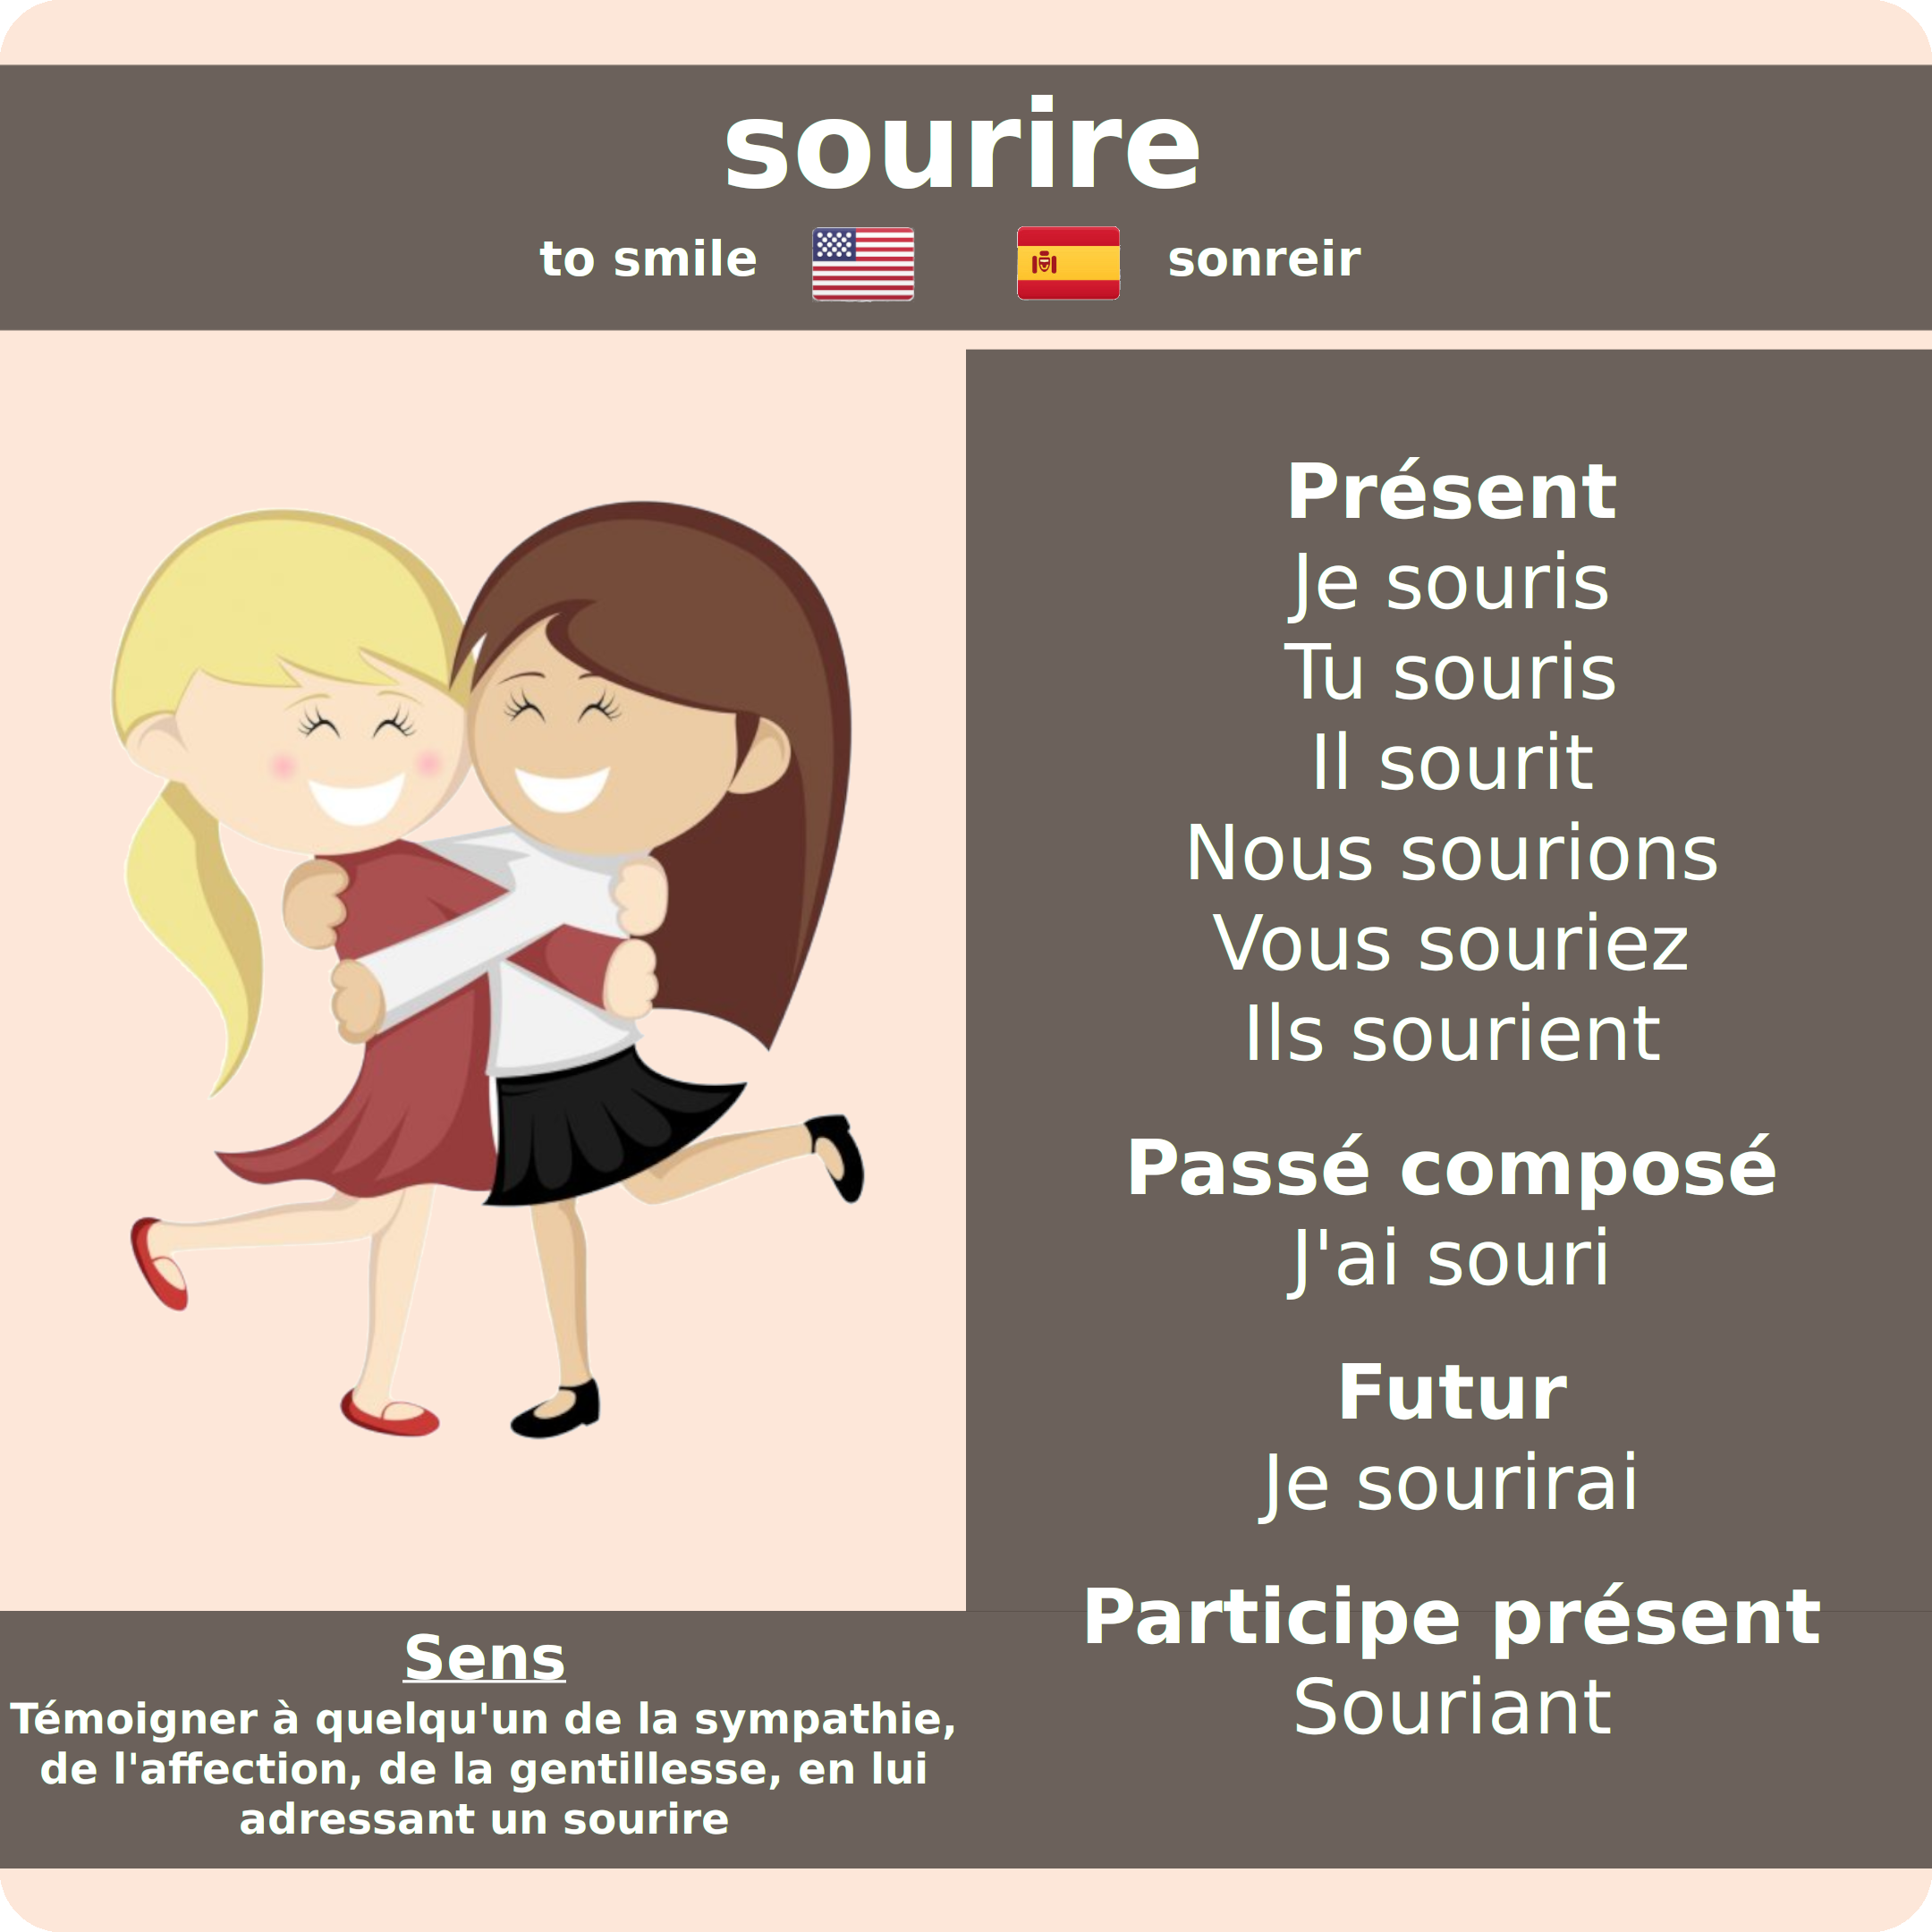 sourire
to smile sonreir
Présent
Je souris
Tu souris
Il sourit
Nous sourions
Vous souriez
Ils sourient
Passé composé
J'ai souri
Futur
Je sourirai
Participe présent
Souriant
Sens
Témoigner à quelqu'un de la sympathie,
de l'affection, de la gentillesse, en lui
adressant un sourire